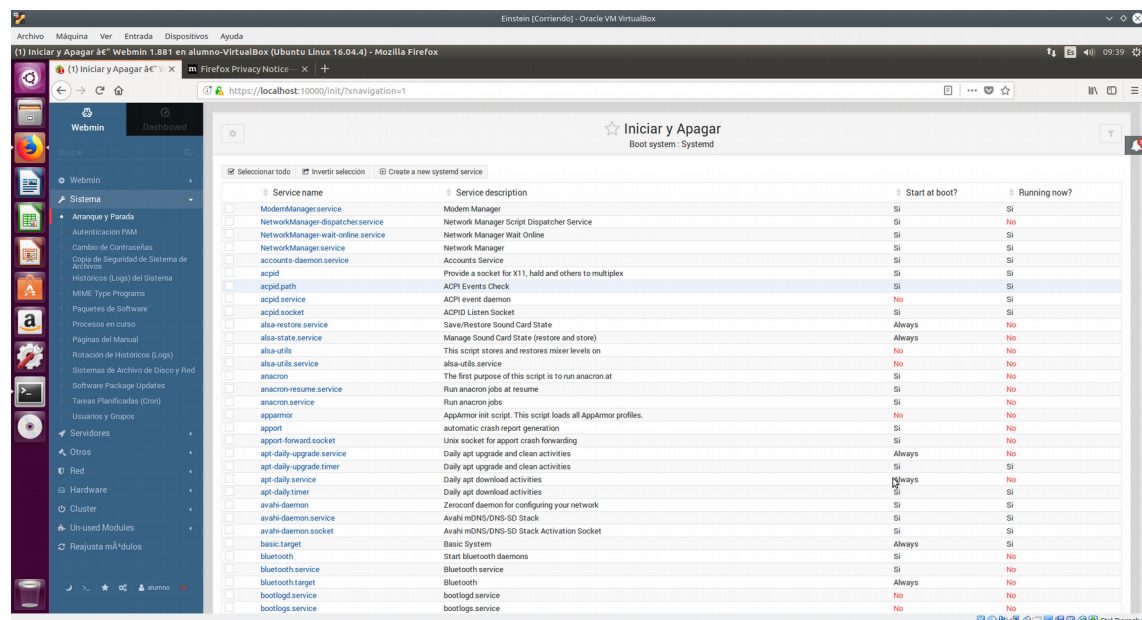 Einstein [Corriendo] - Oracle VM VirtualBox
Archivo Máquina Ver Entrada Dispositivos Ayuda
(1) Iniciar y Apagar â€” Webmin 1.881 en alumno-VirtualBox (Ubuntu Linux 16.04.4) - Mozilla Firefox
Es 09:39
(1) Iniciar y Apagar â€” W × Firefox Privacy Notice — × +
https://localhost:10000/init/?xnavigation=1
Webmin Dashboard
Buscar
Webmin
Sistema
Arranque y Parada
Autenticación PAM
Cambio de Contraseñas
Copia de Seguridad de Sistema de Archivos
Históricos (Logs) del Sistema
MIME Type Programs
Paquetes de Software
Procesos en curso
Páginas del Manual
Rotación de Históricos (Logs)
Sistemas de Archivo de Disco y Red
Software Package Updates
Tareas Planificadas (Cron)
Usuarios y Grupos
Servidores
Otros
Red
Hardware
Cluster
Un-used Modules
Reajusta mÃ³dulos
alumno
Iniciar y Apagar
Boot system : Systemd
Seleccionar todo Invertir selección Create a new systemd service
Service name Service description Start at boot? Running now?
ModemManager.service Modem Manager Si Si
NetworkManager-dispatcher.service Network Manager Script Dispatcher Service Si No
NetworkManager-wait-online.service Network Manager Wait Online Si Si
NetworkManager.service Network Manager Si Si
accounts-daemon.service Accounts Service Si Si
acpid Provide a socket for X11, hald and others to multiplex Si Si
acpid.path ACPI Events Check Si Si
acpid.service ACPI event daemon No Si
acpid.socket ACPID Listen Socket Si Si
alsa-restore.service Save/Restore Sound Card State Always No
alsa-state.service Manage Sound Card State (restore and store) Always No
alsa-utils This script stores and restores mixer levels on No No
alsa-utils.service alsa-utils.service No No
anacron The first purpose of this script is to run anacron at Si No
anacron-resume.service Run anacron jobs at resume Si No
anacron.service Run anacron jobs Si No
apparmor AppArmor init script. This script loads all AppArmor profiles. No No
apport automatic crash report generation Si No
apport-forward.socket Unix socket for apport crash forwarding Si No
apt-daily-upgrade.service Daily apt upgrade and clean activities Always No
apt-daily-upgrade.timer Daily apt upgrade and clean activities Si Si
apt-daily.service Daily apt download activities Always No
apt-daily.timer Daily apt download activities Si Si
avahi-daemon Zeroconf daemon for configuring your network Si Si
avahi-daemon.service Avahi mDNS/DNS-SD Stack Si Si
avahi-daemon.socket Avahi mDNS/DNS-SD Stack Activation Socket Si Si
basic.target Basic System Always Si
bluetooth Start bluetooth daemons Si No
bluetooth.service Bluetooth service Si No
bluetooth.target Bluetooth Always No
bootlogd.service bootlogd.service No No
bootlogs.service bootlogs.service No No